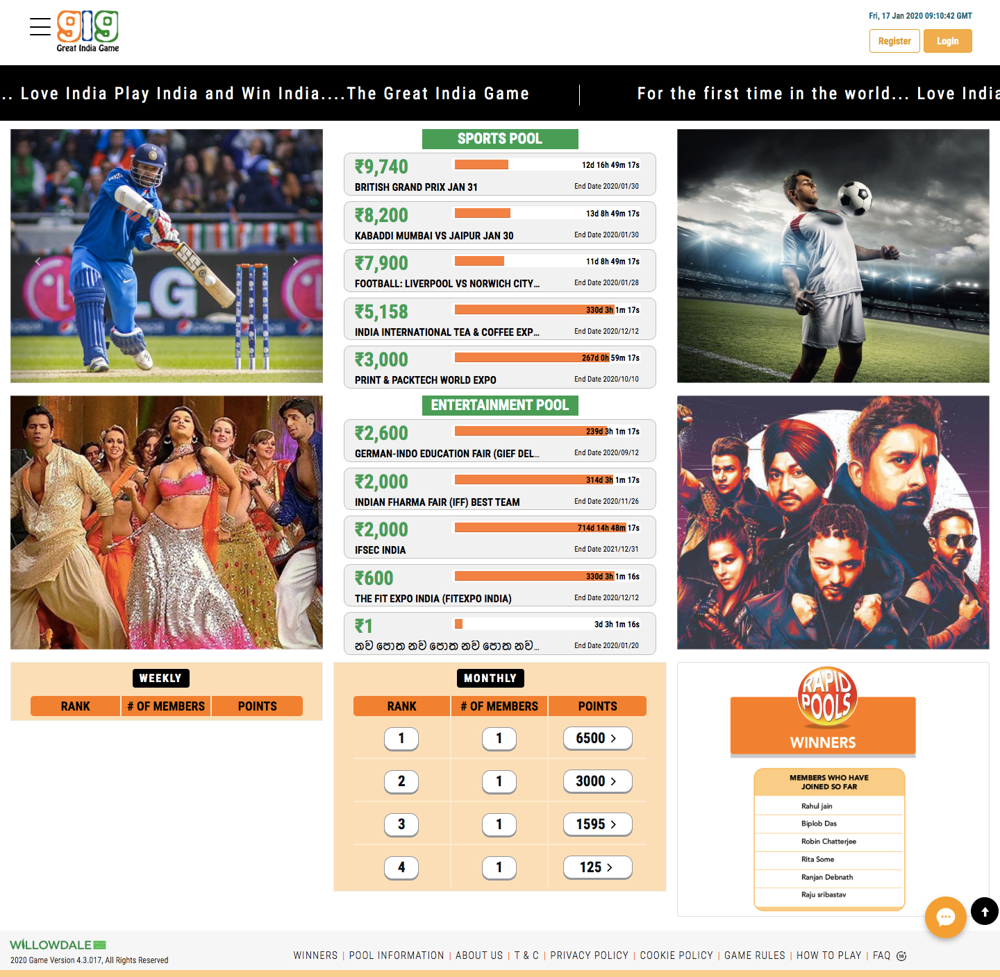 gig
Great India Game
Fri, 17 Jan 2020 09:10:42 GMT
Register
Login
.. Love India Play India and Win India....The Great India Game
For the first time in the world... Love India
SPORTS POOL
₹9,740
12d 16h 49m 17s
BRITISH GRAND PRIX JAN 31
End Date 2020/01/30
₹8,200
13d 8h 49m 17s
KABADDI MUMBAI VS JAIPUR JAN 30
End Date 2020/01/30
₹7,900
11d 8h 49m 17s
FOOTBALL: LIVERPOOL VS NORWICH CITY...
End Date 2020/01/28
₹5,158
330d 3h 1m 17s
INDIA INTERNATIONAL TEA & COFFEE EXP...
End Date 2020/12/12
₹3,000
267d 0h 59m 17s
PRINT & PACKTECH WORLD EXPO
End Date 2020/10/10
LG
ENTERTAINMENT POOL
₹2,600
239d 3h 1m 17s
GERMAN-INDO EDUCATION FAIR (GIEF DEL...
End Date 2020/09/12
₹2,000
314d 3h 1m 17s
INDIAN FHARMA FAIR (IFF) BEST TEAM
End Date 2020/11/26
₹2,000
714d 14h 48m 17s
IFSEC INDIA
End Date 2021/12/31
₹600
330d 3h 1m 16s
THE FIT EXPO INDIA (FITEXPO INDIA)
End Date 2020/12/12
₹1
3d 3h 1m 16s
නව පොත නව පොත නව පොත නව...
End Date 2020/01/20
WEEKLY
RANK # OF MEMBERS POINTS
MONTHLY
RANK # OF MEMBERS POINTS
1 1 6500
2 1 3000
3 1 1595
4 1 125
RAPID
POOLS
WINNERS
MEMBERS WHO HAVE
JOINED SO FAR
Rahul jain
Biplob Das
Robin Chatterjee
Rita Some
Ranjan Debnath
Raju sribastav
WILLOWDALE
2020 Game Version 4.3.017, All Rights Reserved
WINNERS | POOL INFORMATION | ABOUT US | T & C | PRIVACY POLICY | COOKIE POLICY | GAME RULES | HOW TO PLAY | FAQ 18+